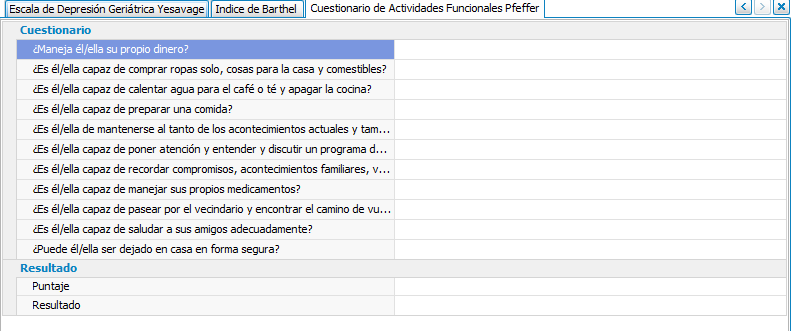 Escala de Depresión Geriátrica Yesavage Indice de Barthel Cuestionario de Actividades Funcionales Pfeffer
Cuestionario
¿Maneja él/ella su propio dinero?
¿Es él/ella capaz de comprar ropas solo, cosas para la casa y comestibles?
¿Es él/ella capaz de calentar agua para el café o té y apagar la cocina?
¿Es él/ella capaz de preparar una comida?
¿Es él/ella de mantenerse al tanto de los acontecimientos actuales y tam...
¿Es él/ella capaz de poner atención y entender y discutir un programa d...
¿Es él/ella capaz de recordar compromisos, acontecimientos familiares, v...
¿Es él/ella capaz de manejar sus propios medicamentos?
¿Es él/ella capaz de pasear por el vecindario y encontrar el camino de vu...
¿Es él/ella capaz de saludar a sus amigos adecuadamente?
¿Puede él/ella ser dejado en casa en forma segura?
Resultado
Puntaje
Resultado